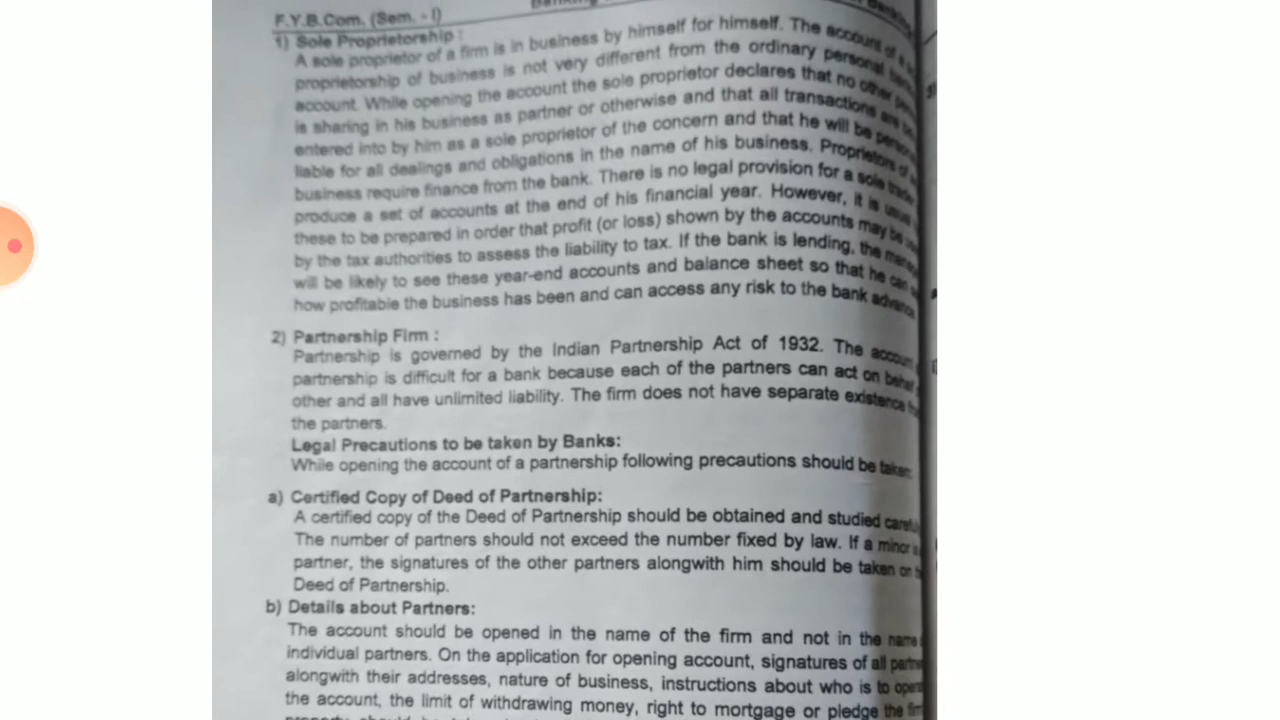 F.Y.B.Com. (Sem. - I)
1) Sole Proprietorship :
A sole proprietor of a firm is in business by himself for himself. The account of a
proprietorship of business is not very different from the ordinary personal
account. While opening the account the sole proprietor declares that no other
is sharing in his business as partner or otherwise and that all transactions are
entered into by him as a sole proprietor of the concern and that he will be
liable for all dealings and obligations in the name of his business. Proprietors of
business require finance from the bank. There is no legal provision for a sole
produce a set of accounts at the end of his financial year. However, it is
these to be prepared in order that profit (or loss) shown by the accounts may be
by the tax authorities to assess the liability to tax. If the bank is lending, the
will be likely to see these year-end accounts and balance sheet so that he can
how profitable the business has been and can access any risk to the bank
2) Partnership Firm :
Partnership is governed by the Indian Partnership Act of 1932. The
partnership is difficult for a bank because each of the partners can act on
other and all have unlimited liability. The firm does not have separate existence
the partners.
Legal Precautions to be taken by Banks:
While opening the account of a partnership following precautions should be taken:
a) Certified Copy of Deed of Partnership:
A certified copy of the Deed of Partnership should be obtained and studied
The number of partners should not exceed the number fixed by law. If a minor is
partner, the signatures of the other partners alongwith him should be taken on
Deed of Partnership.
b) Details about Partners:
The account should be opened in the name of the firm and not in the name
individual partners. On the application for opening account, signatures of all
alongwith their addresses, nature of business, instructions about who is to
the account, the limit of withdrawing money, right to mortgage or pledge the